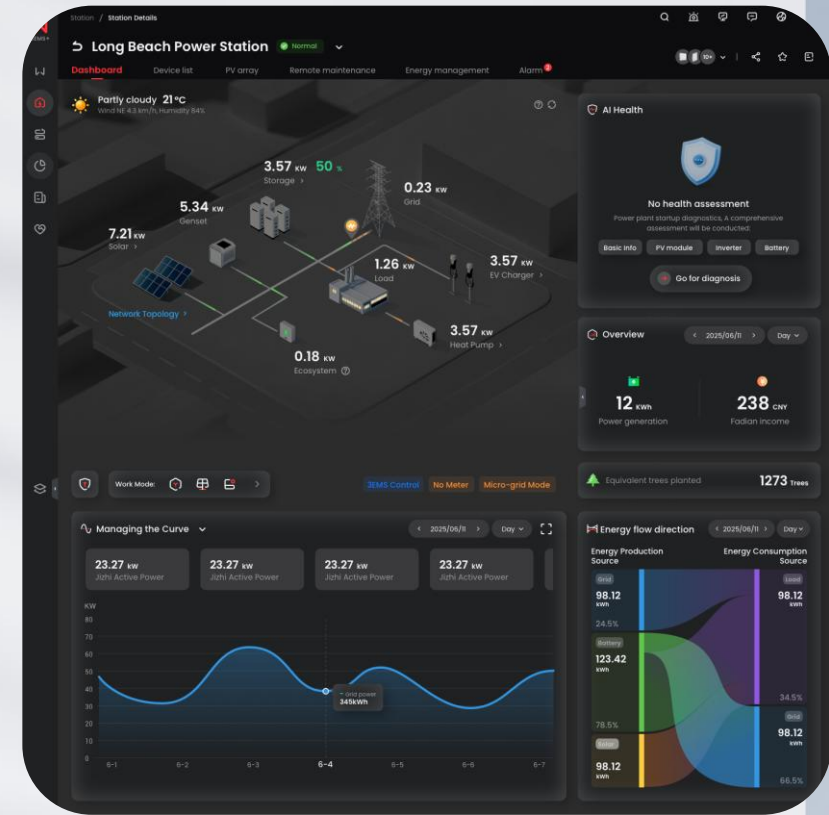 Station / Station Details
Long Beach Power Station
Normal
EMS+
10+
Dashboard
Device list
PV array
Remote maintenance
Energy management
Alarm
Partly cloudy 21°C
Wind NE 4.3 km/h, Humidity 84%
3.57 KW 50 %
Storage
0.23 KW
Grid
5.34 KW
Genset
7.21 KW
Solar
1.26 KW
Load
3.57 KW
EV Charger
Network Topology
3.57 KW
Heat Pump
0.18 KW
Ecosystem
Work Mode:
3EMS Control
No Meter
Micro-grid Mode
AI Health
No health assessment
Power plant startup diagnostics, A comprehensive
assessment will be conducted:
Basic Info
PV module
Inverter
Battery
Go for diagnosis
Overview
2025/06/11
Day
12 KWh
Power generation
238 CNY
Fadian income
Equivalent trees planted
1273 Trees
Managing the Curve
2025/06/11
Day
23.27 KW
Jizhi Active Power
23.27 KW
Jizhi Active Power
23.27 KW
Jizhi Active Power
23.27 KW
Jizhi Active Power
KW
80
70
60
50
40
30
20
10
0
Grid power
345kWh
6-1
6-2
6-3
6-4
6-5
6-6
6-7
Energy flow direction
2025/06/11
Day
Energy Production
Source
Energy Consumption
Source
Grid
98.12
kWh
24.5%
Battery
123.42
kWh
78.5%
Solar
98.12
kWh
Load
98.12
kWh
34.5%
Grid
98.12
kWh
66.5%